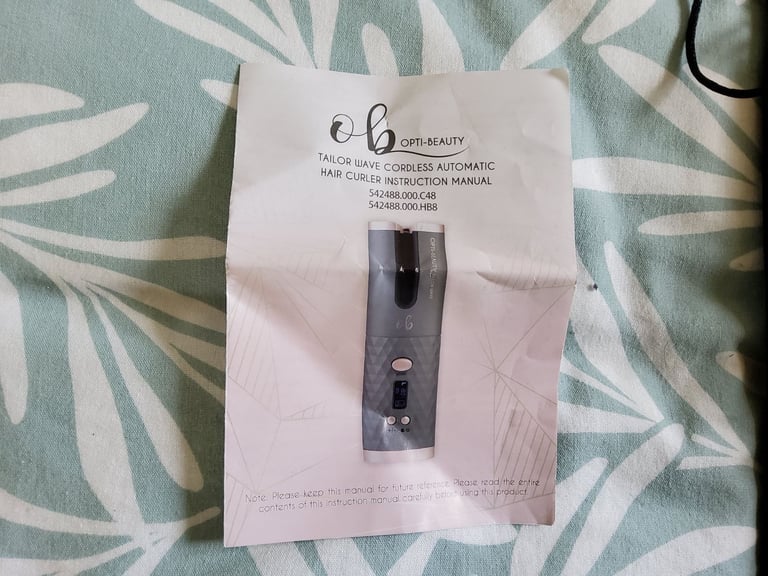 ob OPTI-BEAUTY
TAILOR WAVE CORDLESS AUTOMATIC
HAIR CURLER INSTRUCTION MANUAL
542488.000.C48
542488.000.HB8
ob
Note: Please keep this manual for future reference. Please read the entire
contents of this instruction manual carefully before using this product.